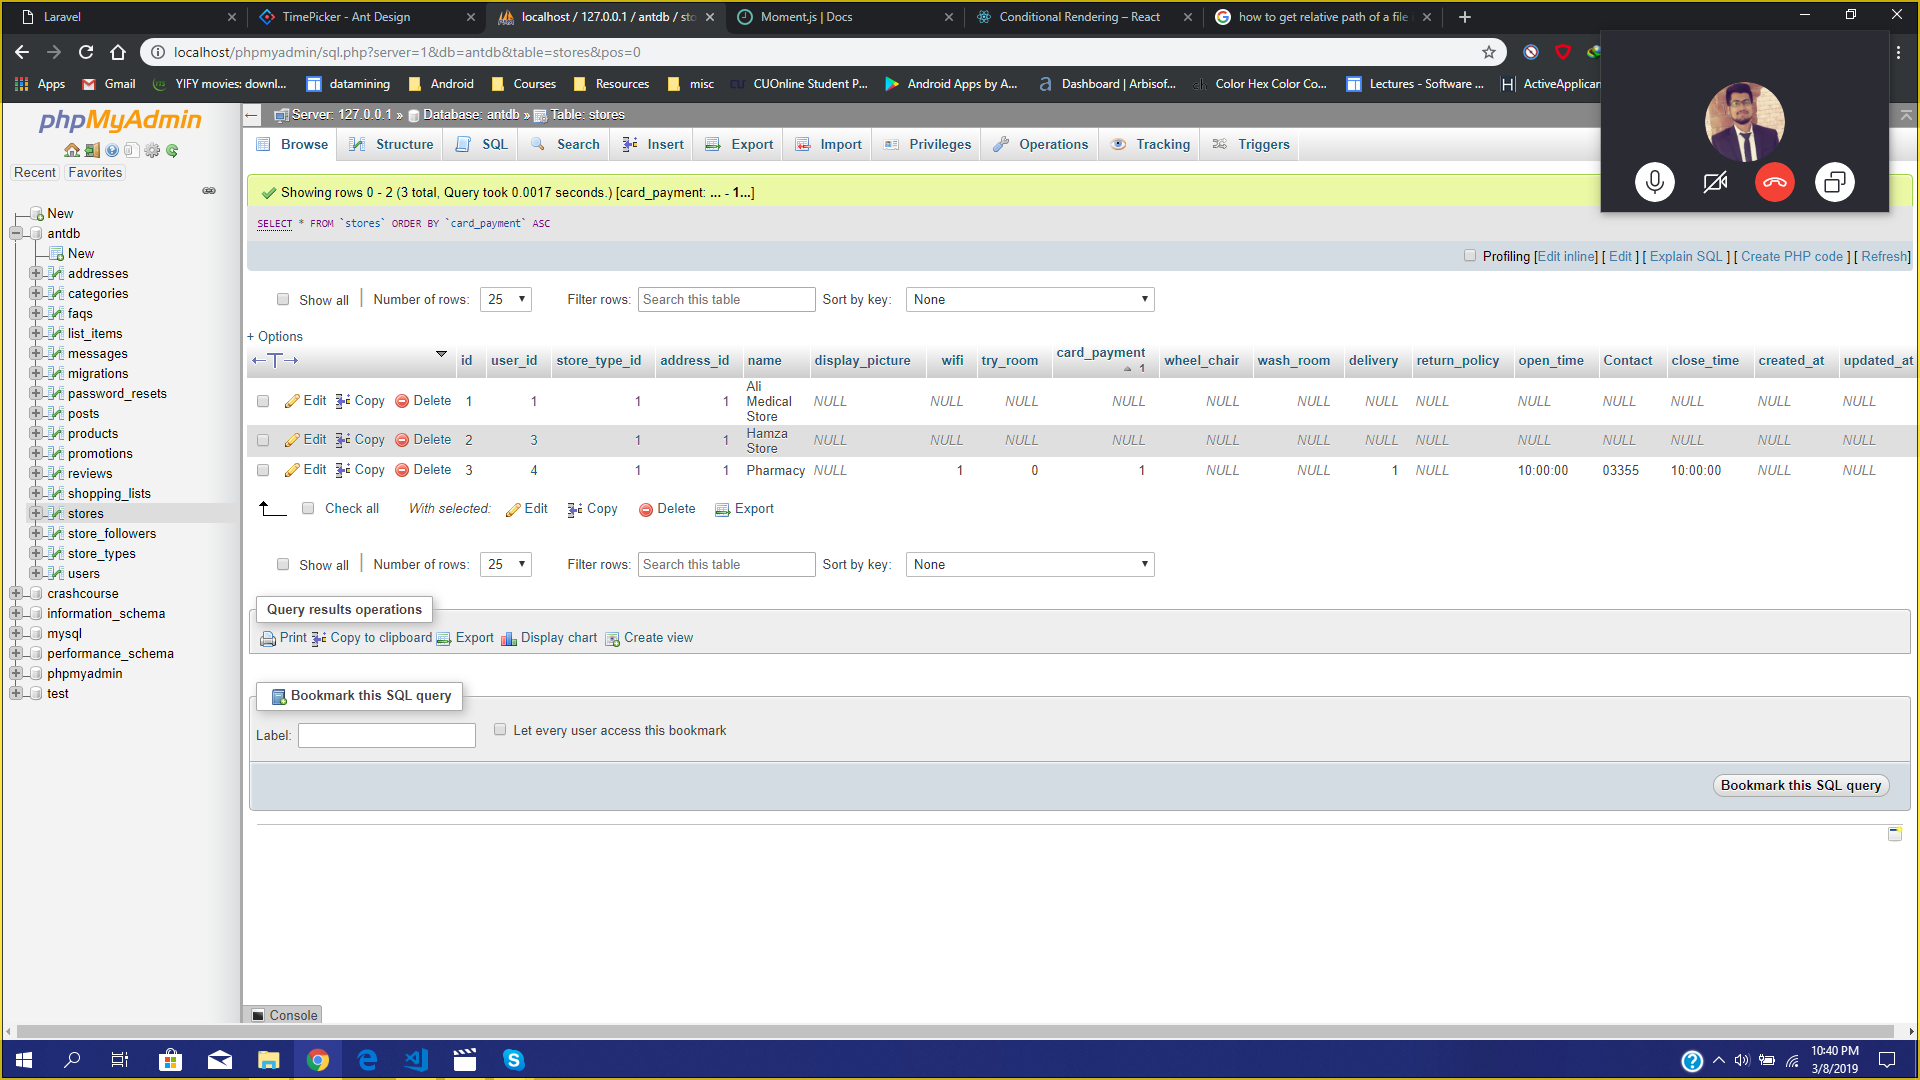 Laravel
TimePicker - Ant Design
localhost / 127.0.0.1 / antdb / sto
Moment.js | Docs
Conditional Rendering – React
how to get relative path of a file
localhost/phpmyadmin/sql.php?server=1&db=antdb&table=stores&pos=0
Apps
Gmail
YIFY movies: downl...
datamining
Android
Courses
Resources
misc
CUOnline Student P...
Android Apps by A...
Dashboard | Arbisof...
Color Hex Color Co...
Lectures - Software ...
ActiveApplican
phpMyAdmin
Recent
Favorites
New
antdb
New
addresses
categories
faqs
list_items
messages
migrations
password_resets
posts
products
promotions
reviews
shopping_lists
stores
store_followers
store_types
users
crashcourse
information_schema
mysql
performance_schema
phpmyadmin
test
Server: 127.0.0.1 » Database: antdb » Table: stores
Browse
Structure
SQL
Search
Insert
Export
Import
Privileges
Operations
Tracking
Triggers
Showing rows 0 - 2 (3 total, Query took 0.0017 seconds.) [card_payment: ... - 1...]
SELECT * FROM `stores` ORDER BY `card_payment` ASC
Profiling [Edit inline] [ Edit ] [ Explain SQL ] [ Create PHP code ] [ Refresh]
Show all | Number of rows: 25 Filter rows: Search this table Sort by key: None
+ Options
id user_id store_type_id address_id name display_picture wifi try_room card_payment 1 wheel_chair wash_room delivery return_policy open_time Contact close_time created_at updated_at
Edit Copy Delete 1 1 1 1 Ali Medical Store NULL NULL NULL NULL NULL NULL NULL NULL NULL NULL NULL NULL NULL
Edit Copy Delete 2 3 1 1 Hamza Store NULL NULL NULL NULL NULL NULL NULL NULL NULL NULL NULL NULL NULL
Edit Copy Delete 3 4 1 1 Pharmacy NULL 1 0 1 NULL NULL 1 NULL 10:00:00 03355 10:00:00 NULL NULL
Check all With selected: Edit Copy Delete Export
Show all | Number of rows: 25 Filter rows: Search this table Sort by key: None
Query results operations
Print Copy to clipboard Export Display chart Create view
Bookmark this SQL query
Label:
Let every user access this bookmark
Bookmark this SQL query
Console
10:40 PM
3/8/2019